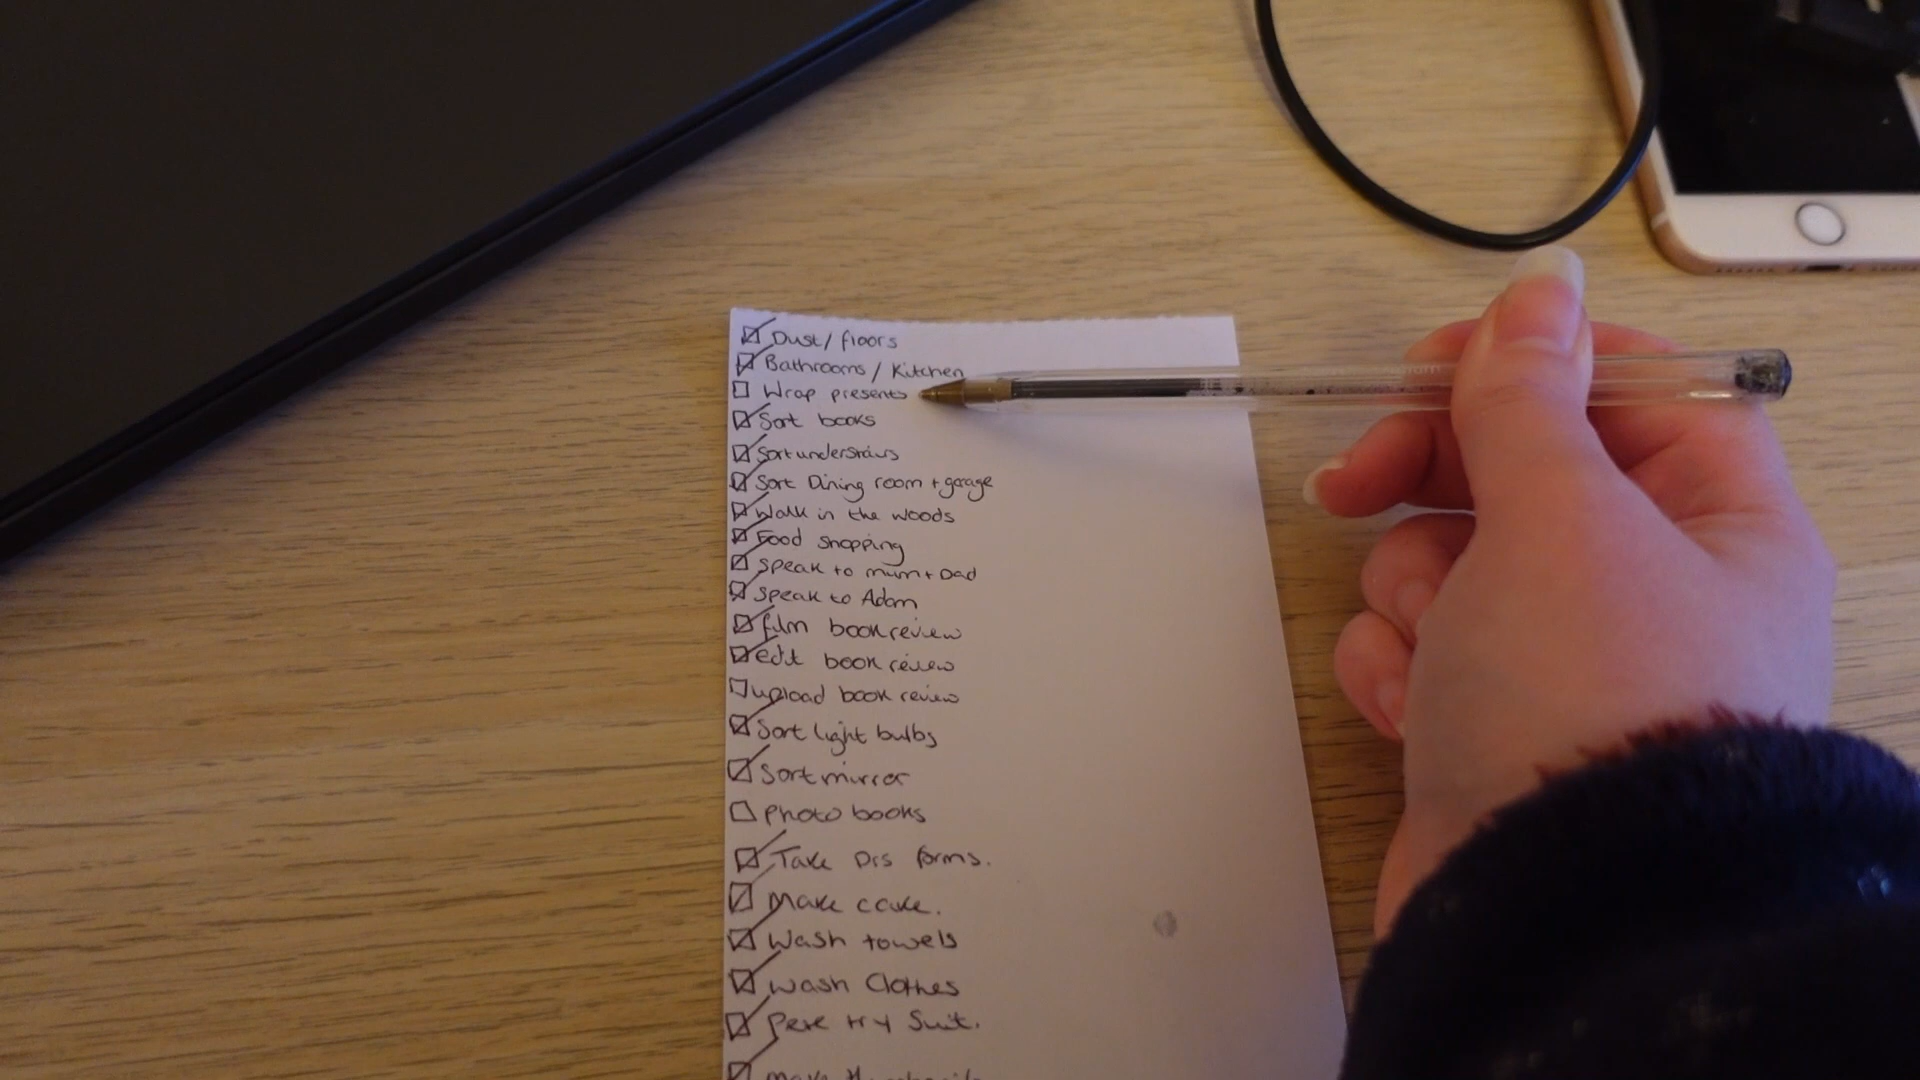 Dust/ floors
Bathrooms / Kitchen
Wrap presents
Sort books
Sort understairs
Sort Dining room + garage
Walk in the woods
Food shopping
speak to mum + Dad
speak to Adam
film book review
edit book review
upload book review
Sort light bulbs
Sort mirror
Photo books
Take Drs forms.
Make cake.
Wash towels
Wash Clothes
Pete try Suit.